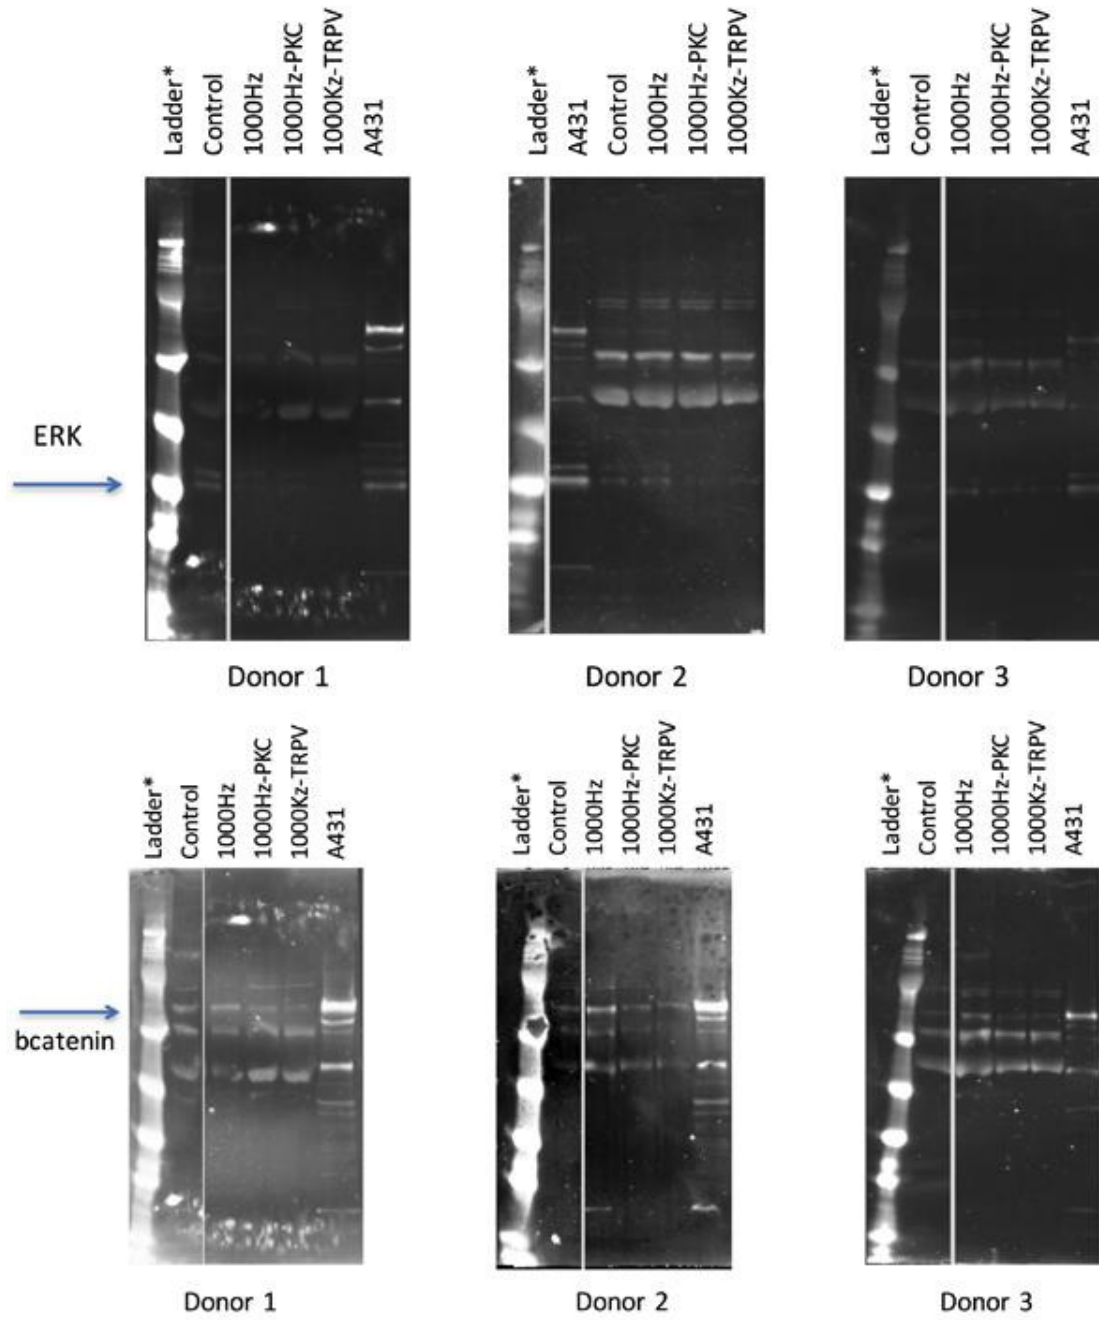 Ladder*
Control
1000Hz
1000Hz-PKC
1000Kz-TRPV
A431
Ladder*
A431
Control
1000Hz
1000Hz-PKC
1000Kz-TRPV
Ladder*
Control
1000Hz
1000Hz-PKC
1000Kz-TRPV
A431
ERK
Donor 1
Donor 2
Donor 3
Ladder*
Control
1000Hz
1000Hz-PKC
1000Kz-TRPV
A431
Ladder*
Control
1000Hz
1000Hz-PKC
1000Kz-TRPV
A431
Ladder*
Control
1000Hz
1000Hz-PKC
1000Kz-TRPV
A431
bcatenin
Donor 1
Donor 2
Donor 3